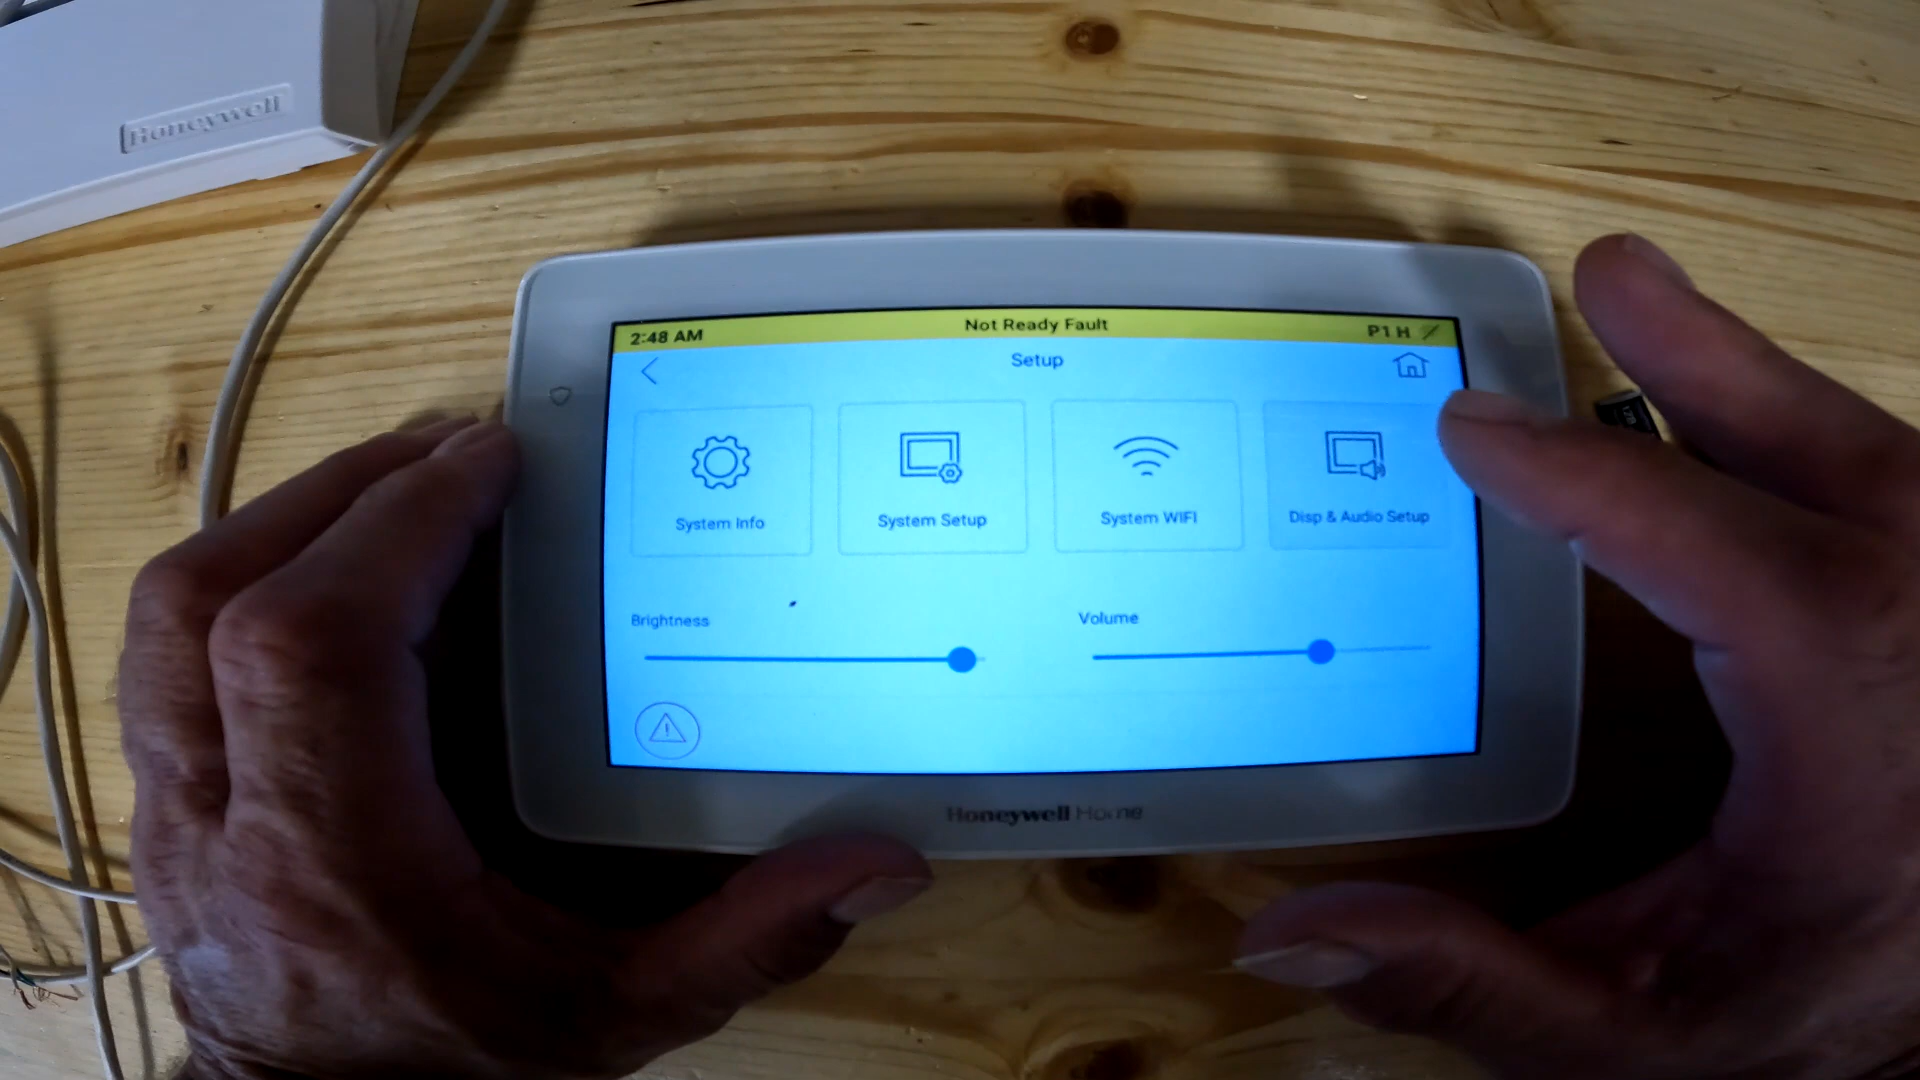 Honeywell
2:48 AM
Not Ready Fault
P1 H
Setup
System Info
System Setup
System WIFI
Disp & Audio Setup
Brightness
Volume
Honeywell Home